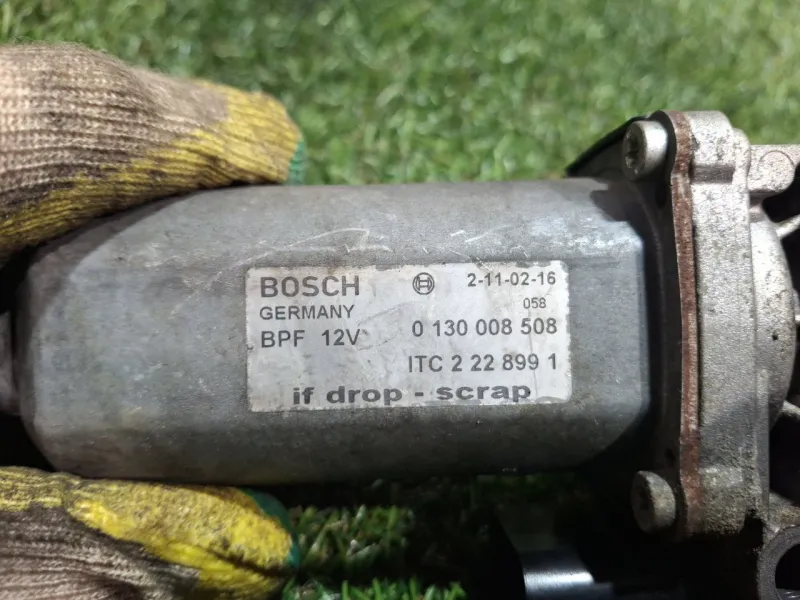 BOSCH 2-11-02-16
058
GERMANY
BPF 12V 0 130 008 508
ITC 2 22 899 1
if drop - scrap